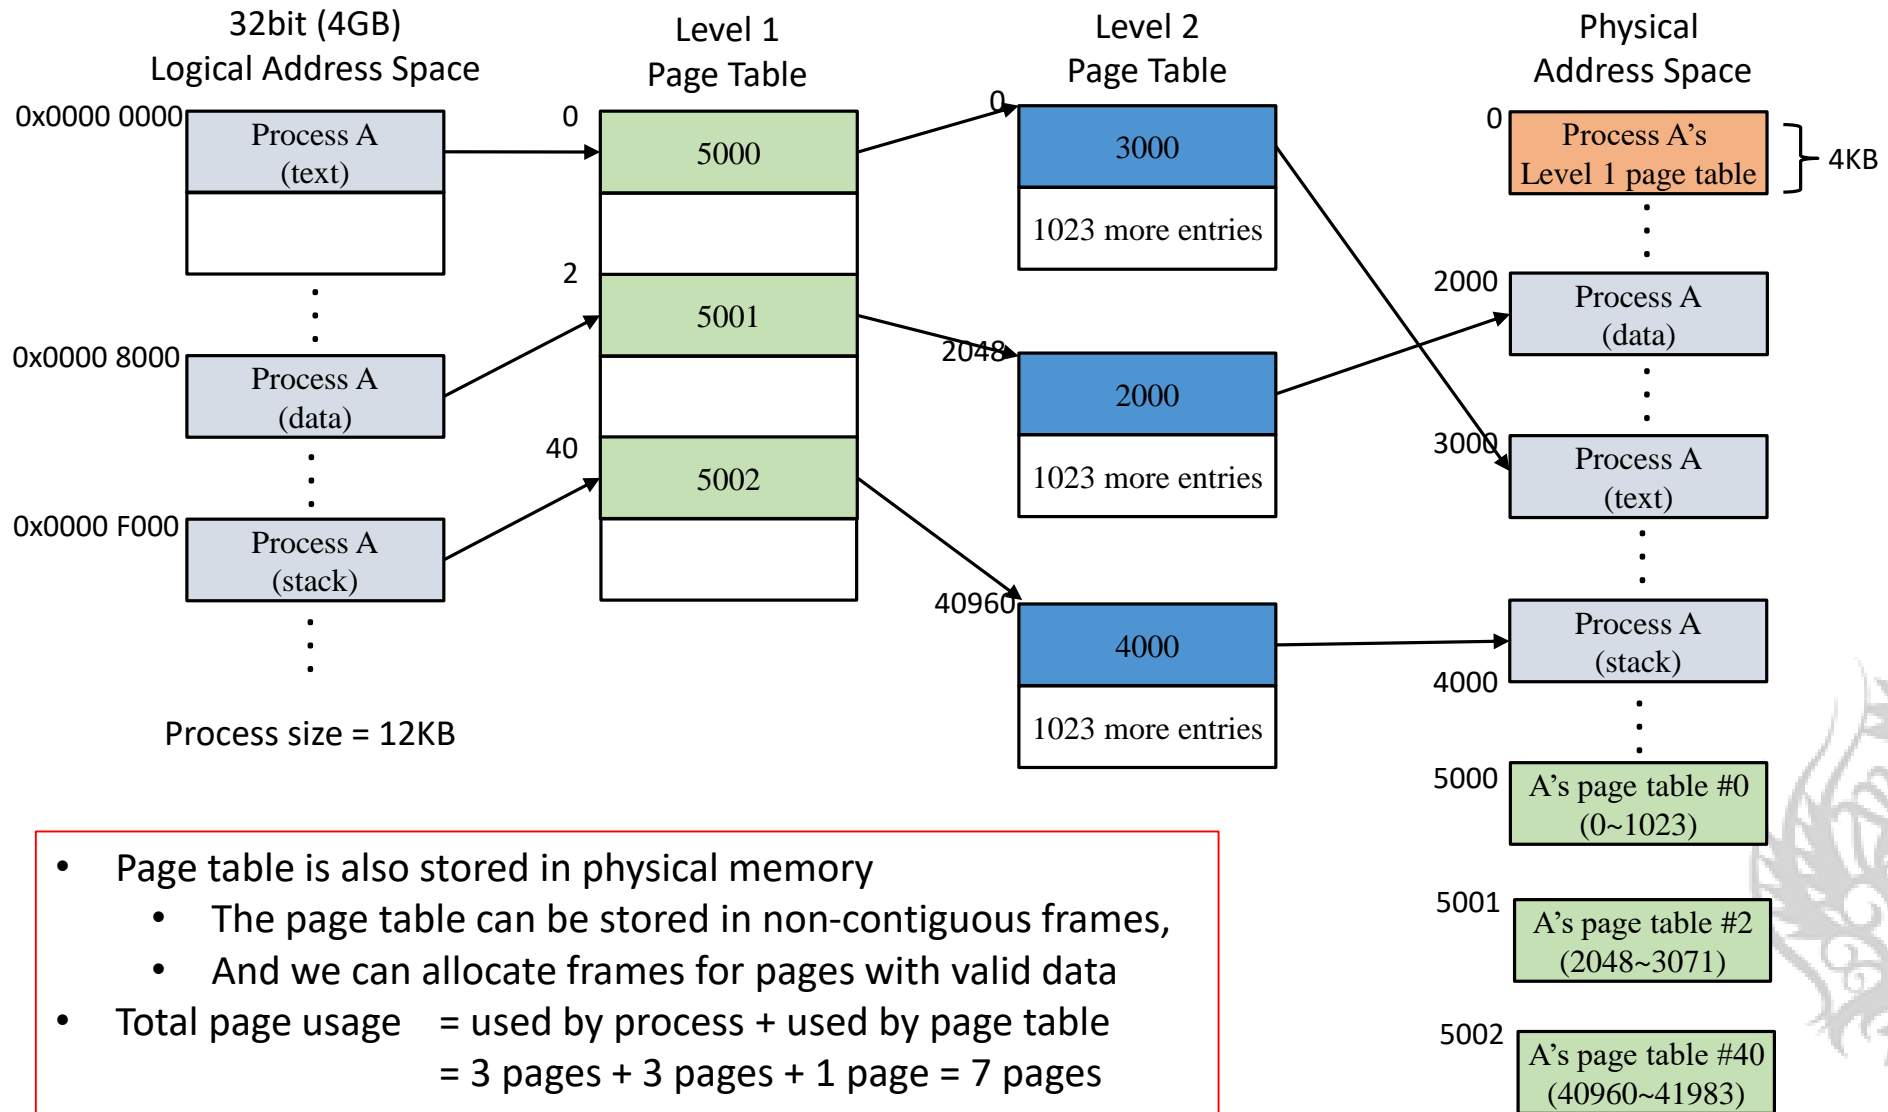 32bit (4GB)
Logical Address Space
Level 1
Page Table
Level 2
Page Table
Physical
Address Space
0x0000 0000
Process A
(text)
0x0000 8000
Process A
(data)
0x0000 F000
Process A
(stack)
Process size = 12KB
0
5000
2
5001
40
5002
0
3000
1023 more entries
2048
2000
1023 more entries
40960
4000
1023 more entries
0
Process A's
Level 1 page table
4KB
2000
Process A
(data)
3000
Process A
(text)
Process A
(stack)
4000
5000
A's page table #0
(0~1023)
5001
A's page table #2
(2048~3071)
5002
A's page table #40
(40960~41983)
• Page table is also stored in physical memory
• The page table can be stored in non-contiguous frames,
• And we can allocate frames for pages with valid data
• Total page usage = used by process + used by page table
= 3 pages + 3 pages + 1 page = 7 pages